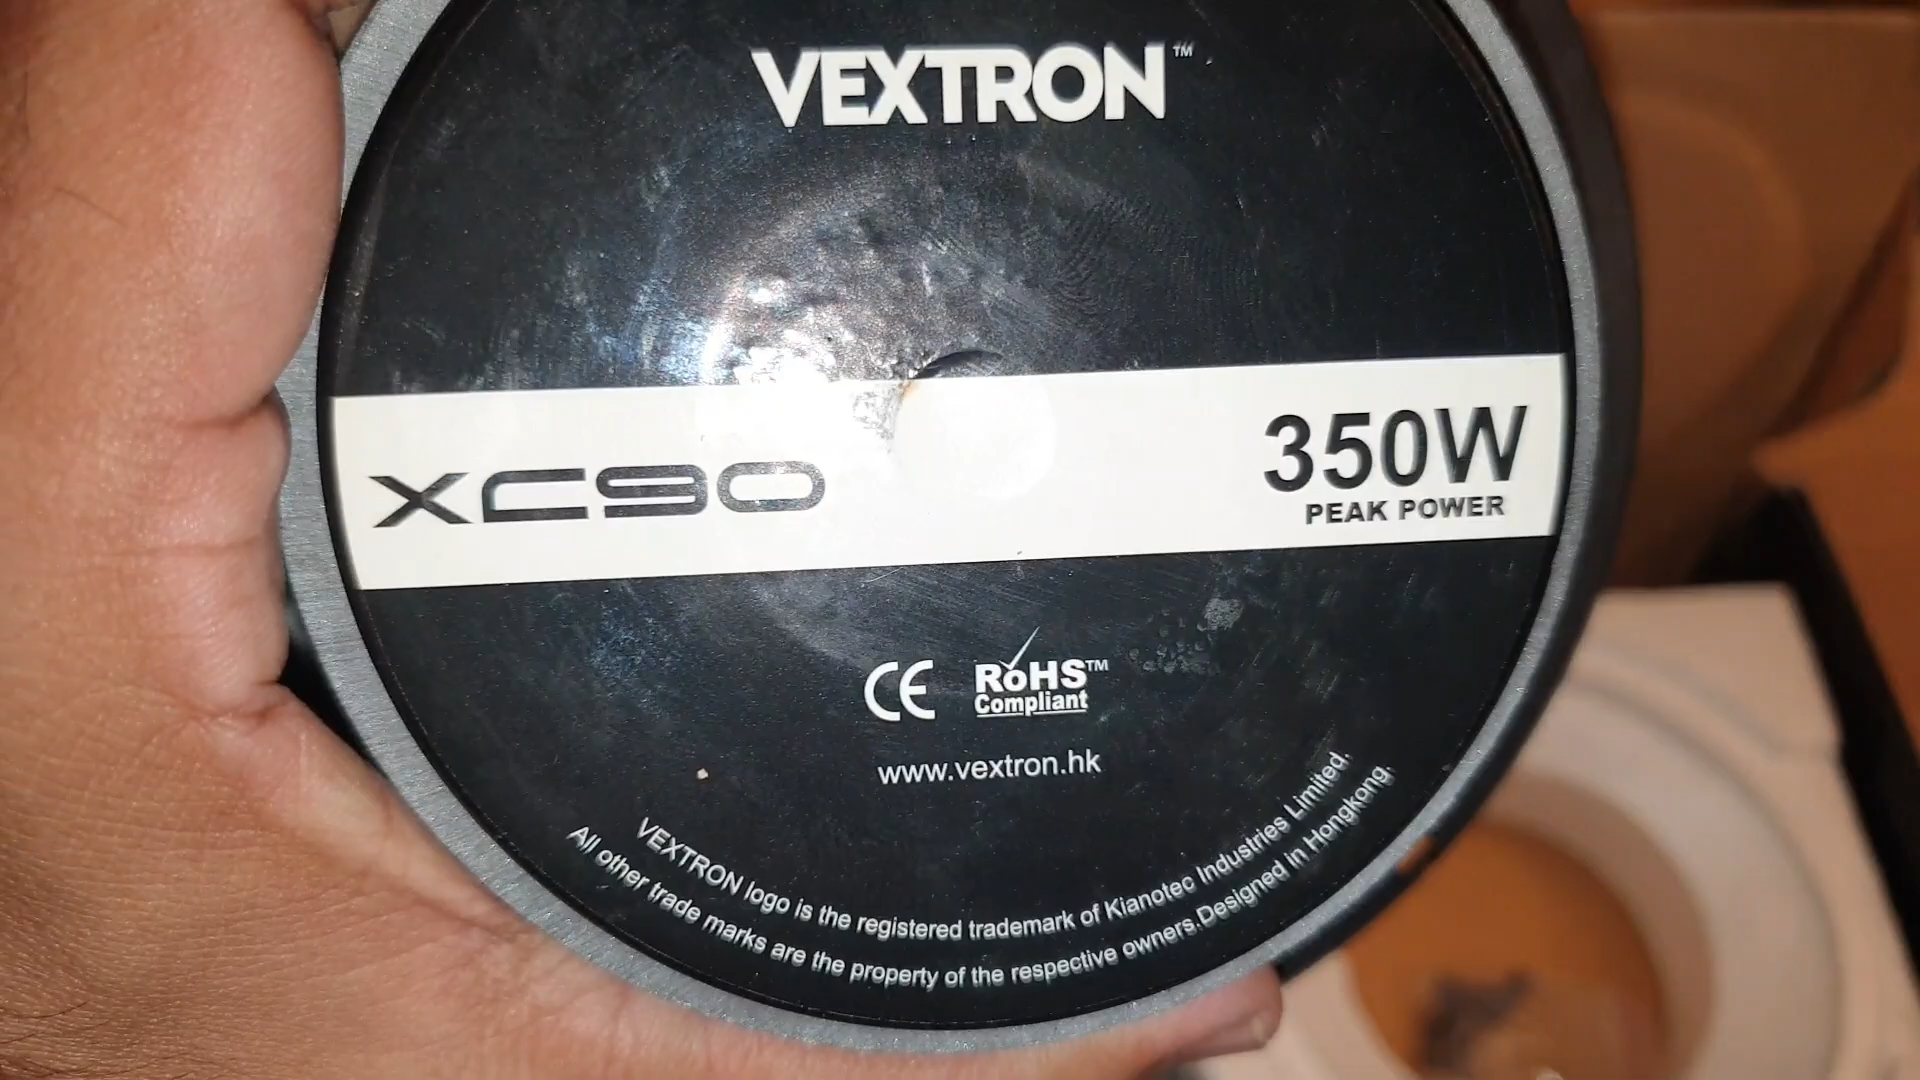 VEXTRON™
XC90
350W
PEAK POWER
CE RoHS™
Compliant
www.vextron.hk
VEXTRON logo is the registered trademark of Kianotec Industries Limited.
All other trade marks are the property of the respective owners.Designed in Hongkong.